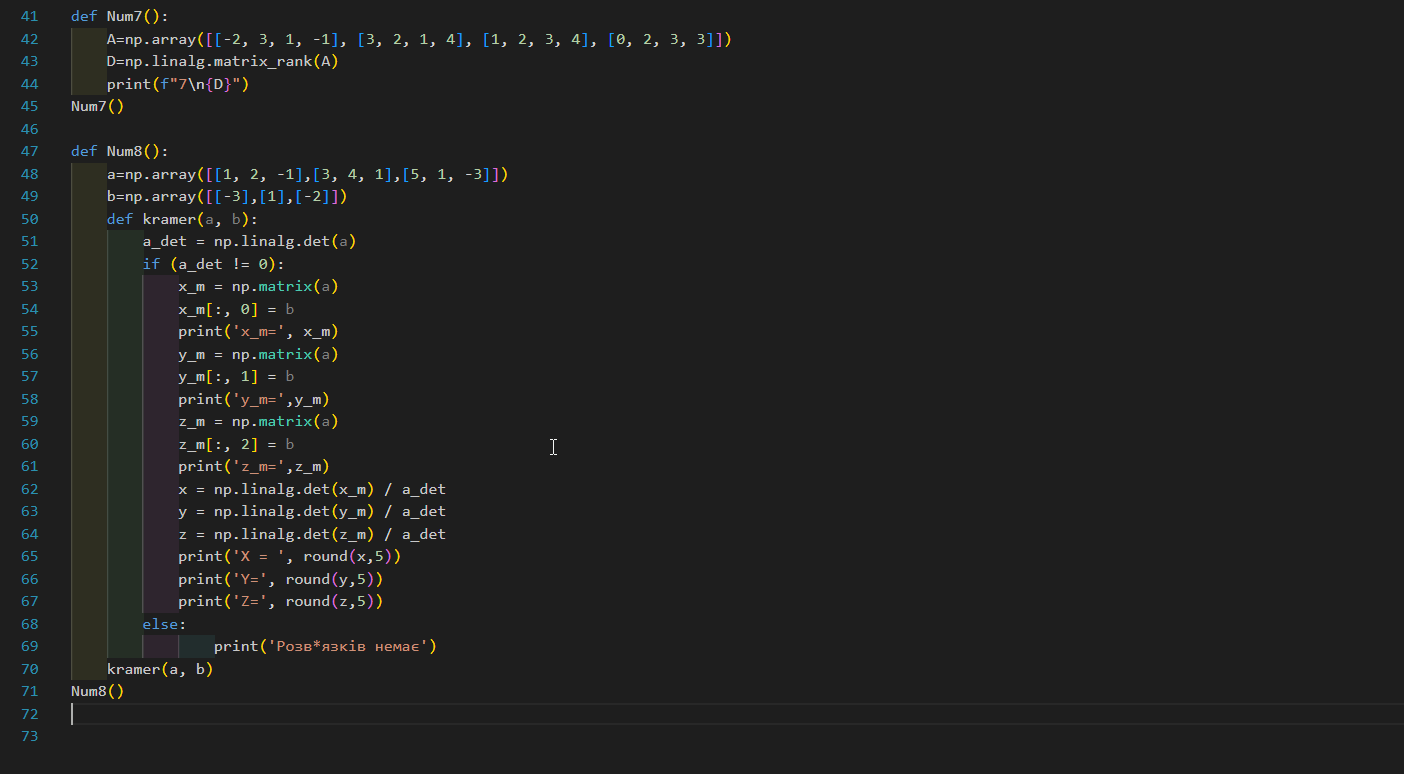 41 def Num7():
42     A=np.array([[-2, 3, 1, -1], [3, 2, 1, 4], [1, 2, 3, 4], [0, 2, 3, 3]])
43     D=np.linalg.matrix_rank(A)
44     print(f"7\n{D}")
45 Num7()
46
47 def Num8():
48     a=np.array([[1, 2, -1],[3, 4, 1],[5, 1, -3]])
49     b=np.array([[-3],[1],[-2]])
50     def kramer(a, b):
51         a_det = np.linalg.det(a)
52         if (a_det != 0):
53             x_m = np.matrix(a)
54             x_m[:, 0] = b
55             print('x_m=', x_m)
56             y_m = np.matrix(a)
57             y_m[:, 1] = b
58             print('y_m=',y_m)
59             z_m = np.matrix(a)
60             z_m[:, 2] = b
61             print('z_m=',z_m)
62             x = np.linalg.det(x_m) / a_det
63             y = np.linalg.det(y_m) / a_det
64             z = np.linalg.det(z_m) / a_det
65             print('X = ', round(x,5))
66             print('Y=', round(y,5))
67             print('Z=', round(z,5))
68         else:
69                 print('Розв*язків немає')
70     kramer(a, b)
71 Num8()
72
73